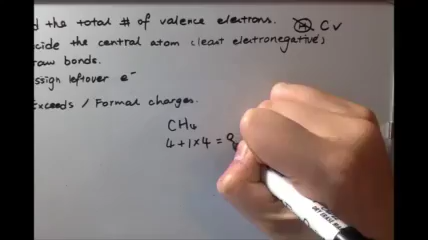 d the total # of valence electrons. C v
cide the central atom (least electronegative)
raw bonds.
ssign leftover e⁻
Exceeds / Formal charges.
CH₄
4 + 1 × 4 = 8